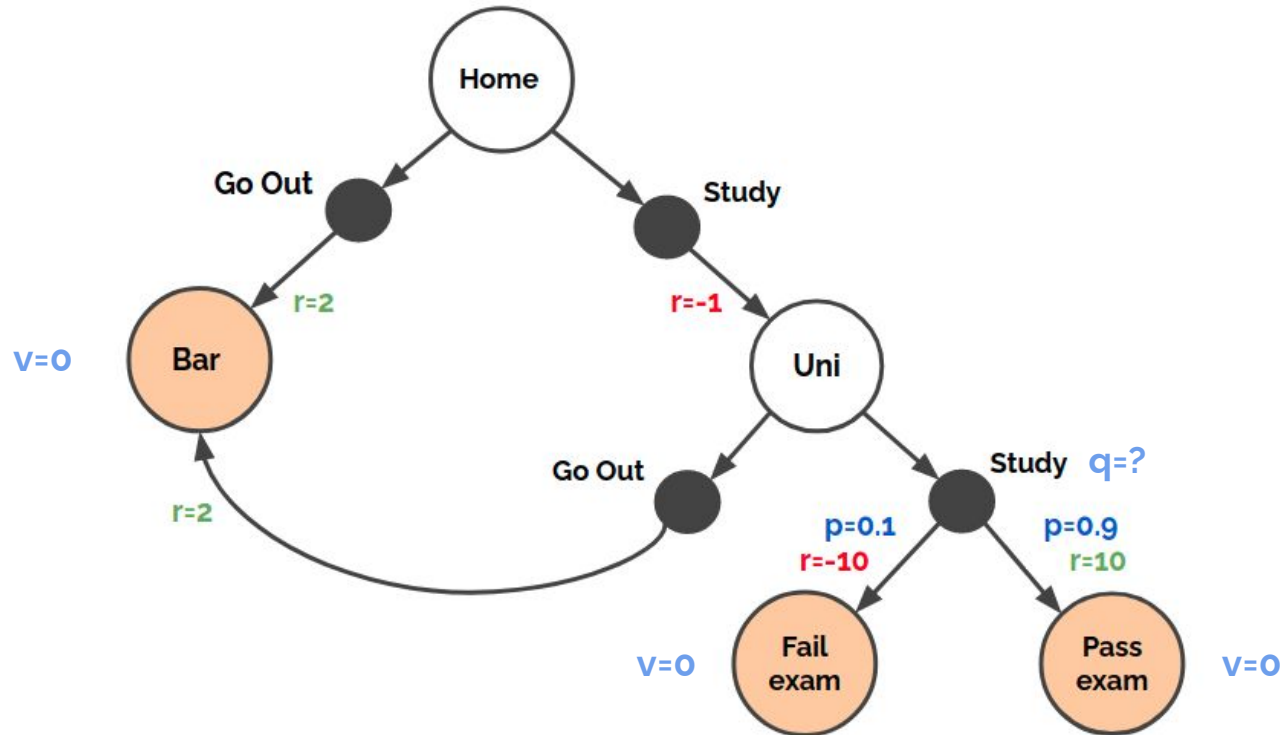 Home
Go Out
Study
r=2
r=-1
v=0
Bar
Uni
Go Out
Study
q=?
r=2
p=0.1
p=0.9
r=-10
r=10
v=0
Fail
exam
Pass
exam
v=0